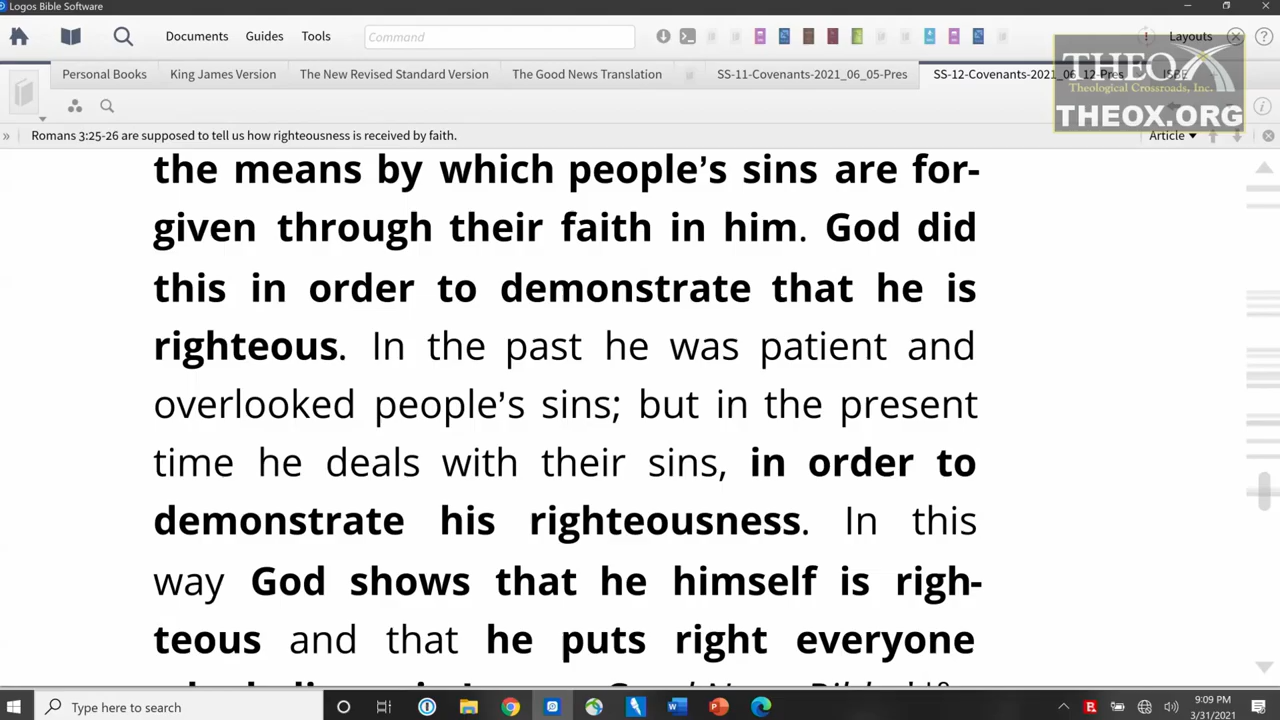 Logos Bible Software
Documents Guides Tools Command Layouts
Personal Books King James Version The New Revised Standard Version The Good News Translation SS-11-Covenants-2021_06_05-Pres SS-12-Covenants-2021_06_12-Pres ISBE
THEOX
Theological Crossroads, Inc.
THEOX.ORG
Romans 3:25-26 are supposed to tell us how righteousness is received by faith. Article
the means by which people's sins are for-
given through their faith in him. God did
this in order to demonstrate that he is
righteous. In the past he was patient and
overlooked people's sins; but in the present
time he deals with their sins, in order to
demonstrate his righteousness. In this
way God shows that he himself is righ-
teous and that he puts right everyone
Type here to search
9:09 PM
3/31/2021